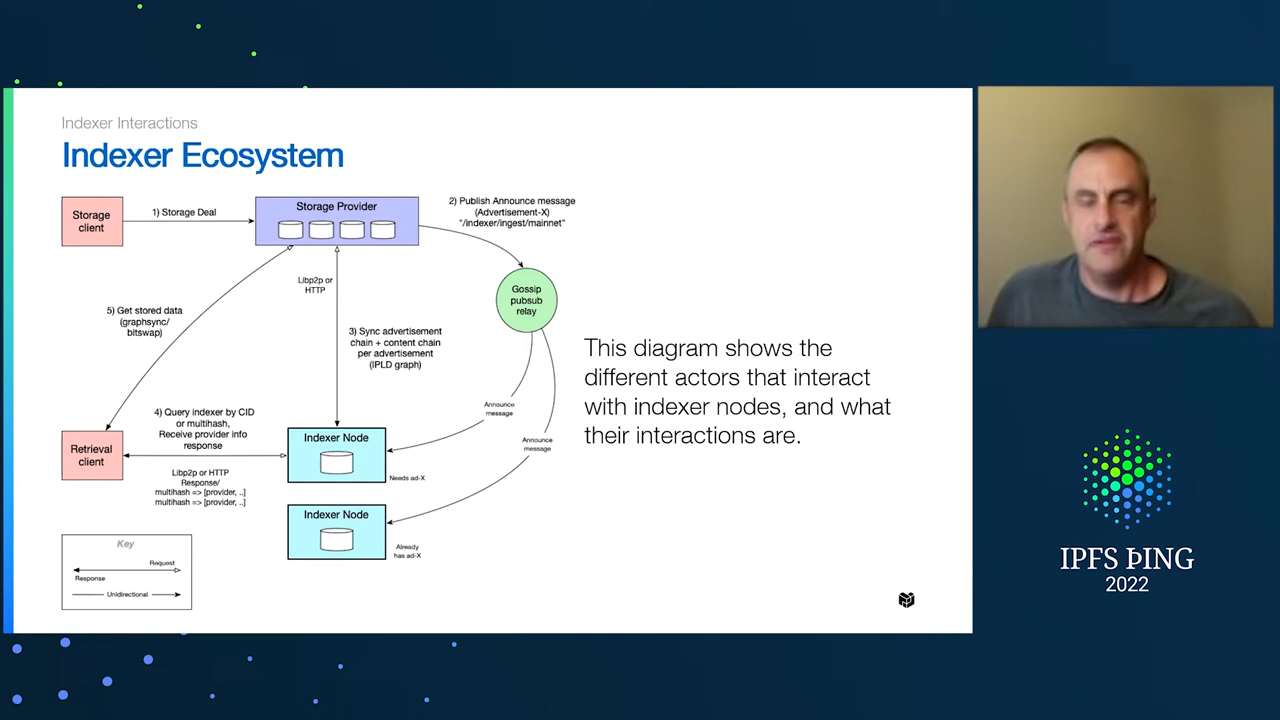 Indexer Interactions
Indexer Ecosystem
Storage
client
1) Storage Deal
Storage Provider
2) Publish Announce message
(Advertisement-X)
"/indexer/ingest/mainnet"
Libp2p or
HTTP
Gossip
pubsub
relay
5) Get stored data
(graphsync/
bitswap)
3) Sync advertisement
chain + content chain
per advertisement
(IPLD graph)
This diagram shows the
different actors that interact
with indexer nodes, and what
their interactions are.
Announce
message
Announce
message
4) Query indexer by CID
or multihash,
Receive provider info
response
Retrieval
client
Indexer Node
Needs ad-X
Libp2p or HTTP
Response/
multihash => [provider, ..]
multihash => [provider, ..]
Indexer Node
Already
has ad-X
Key
Request
Response
Unidirectional
IPFS ÞING
2022